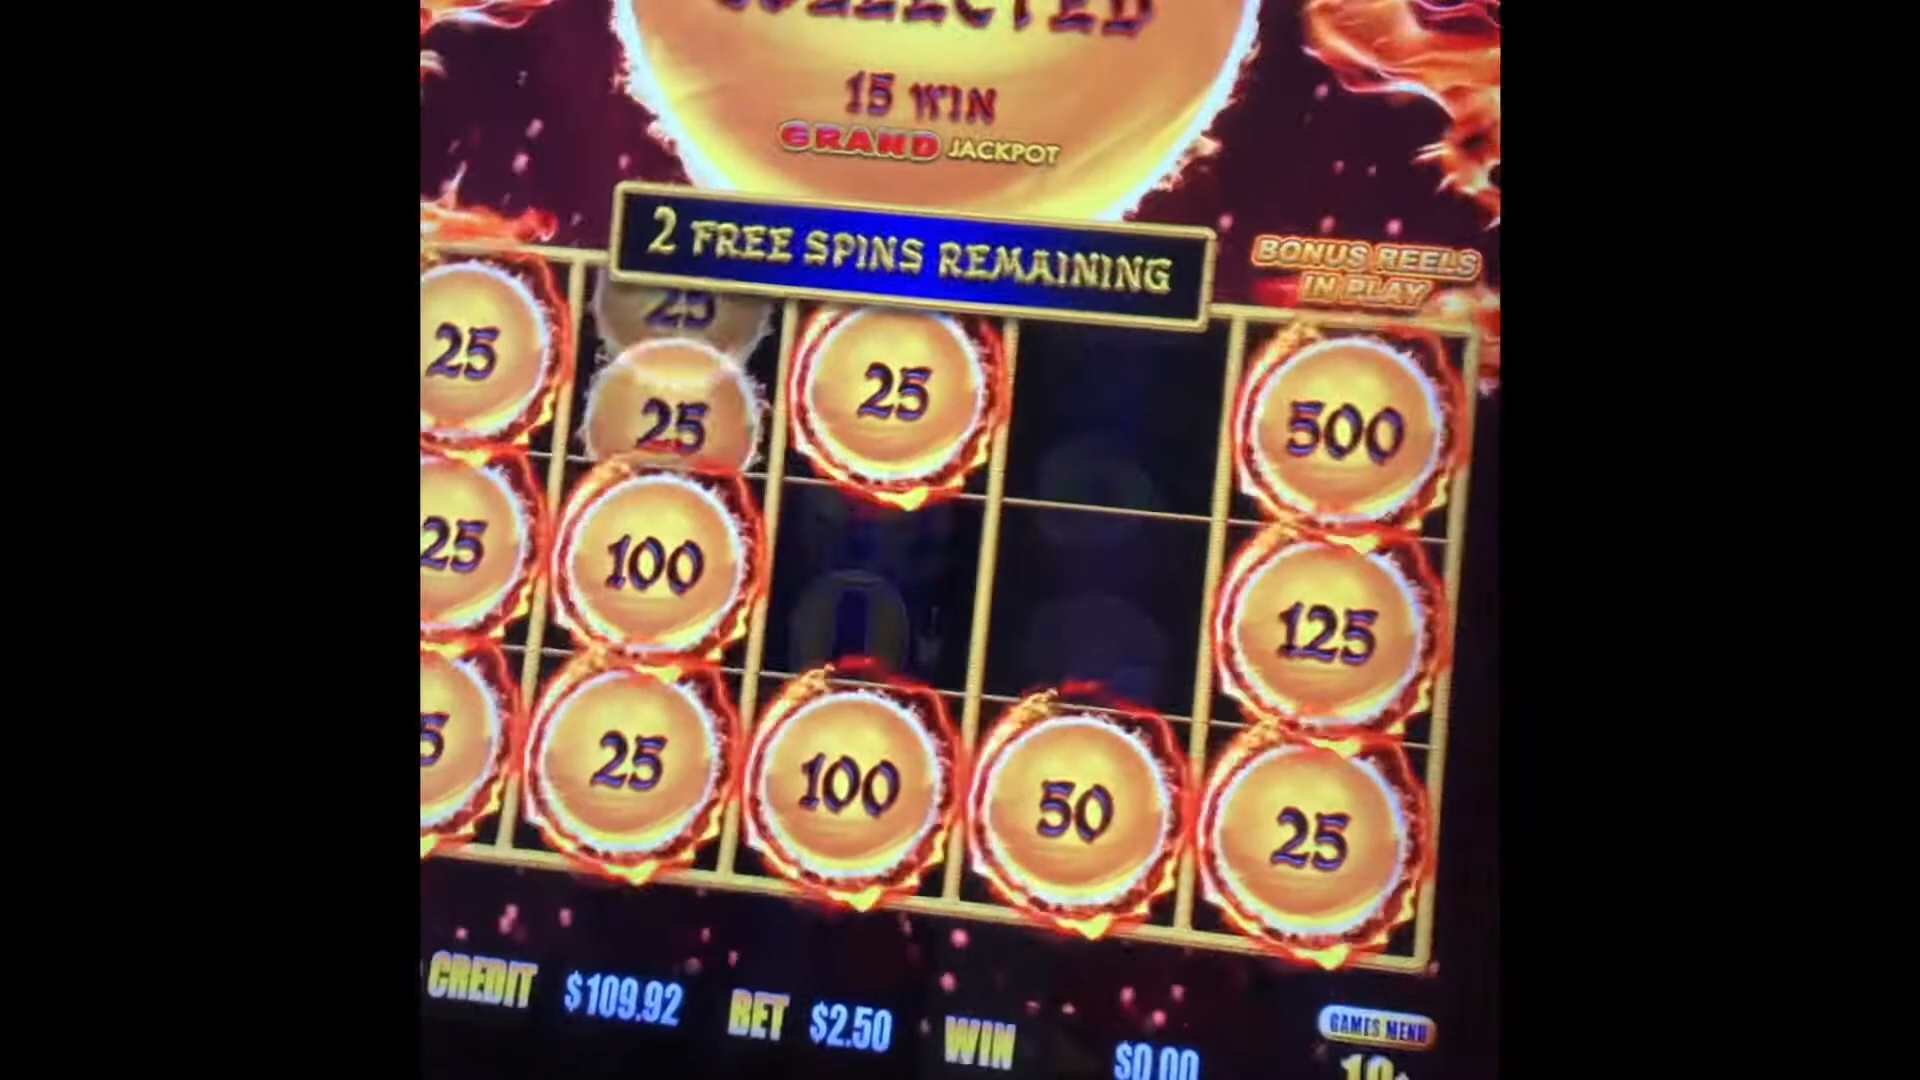 COLLECTED
15 WIN
GRAND JACKPOT
2 FREE SPINS REMAINING
BONUS REELS
IN PLAY
25
25
25
25
500
25
100
125
25
100
50
25
CREDIT $109.92 BET $2.50 WIN $0.00
GAMES MENU